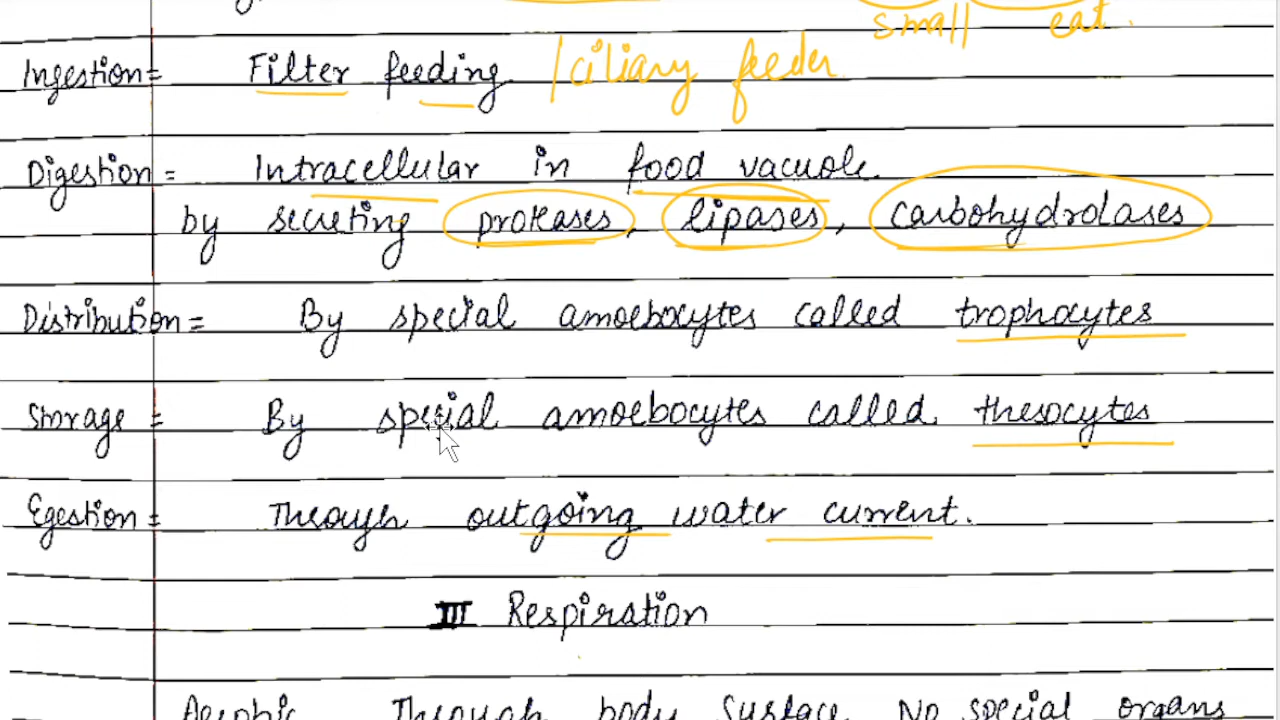 small eat.
Ingestion = Filter feeding /ciliary feeder
Digestion = Intracellular in food vacuole.
by secreting proteases, lipases, carbohydrolases
Distribution = By special amoebocytes called trophocytes
Storage = By special amoebocytes called. thesocytes
Egestion = Through outgoing water current.
III Respiration
Aerobic Through body surface No special organs